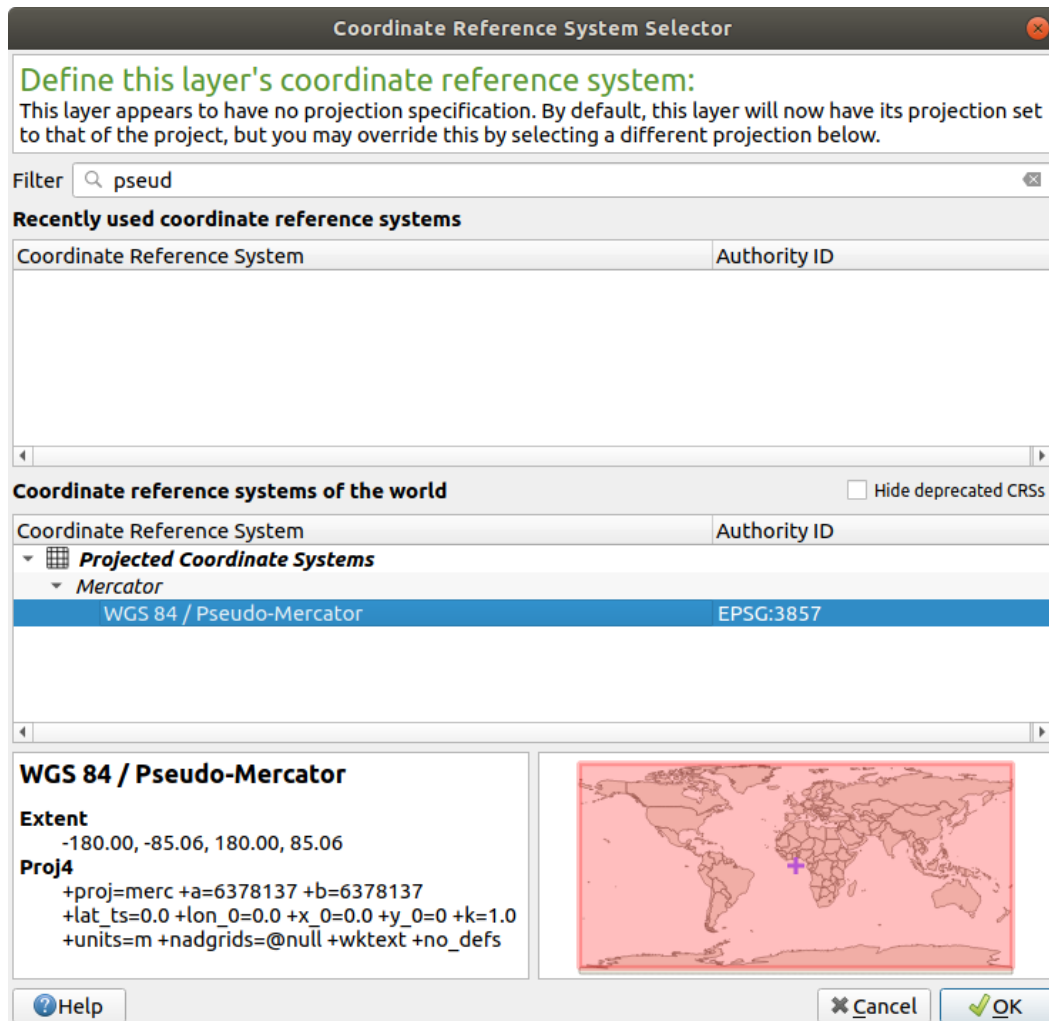 Coordinate Reference System Selector
Define this layer's coordinate reference system:
This layer appears to have no projection specification. By default, this layer will now have its projection set
to that of the project, but you may override this by selecting a different projection below.
Filter pseud
Recently used coordinate reference systems
Coordinate Reference System Authority ID
Coordinate reference systems of the world Hide deprecated CRSs
Coordinate Reference System Authority ID
Projected Coordinate Systems
Mercator
WGS 84 / Pseudo-Mercator EPSG:3857
WGS 84 / Pseudo-Mercator
Extent
-180.00, -85.06, 180.00, 85.06
Proj4
+proj=merc +a=6378137 +b=6378137
+lat_ts=0.0 +lon_0=0.0 +x_0=0.0 +y_0=0 +k=1.0
+units=m +nadgrids=@null +wktext +no_defs
Help Cancel OK